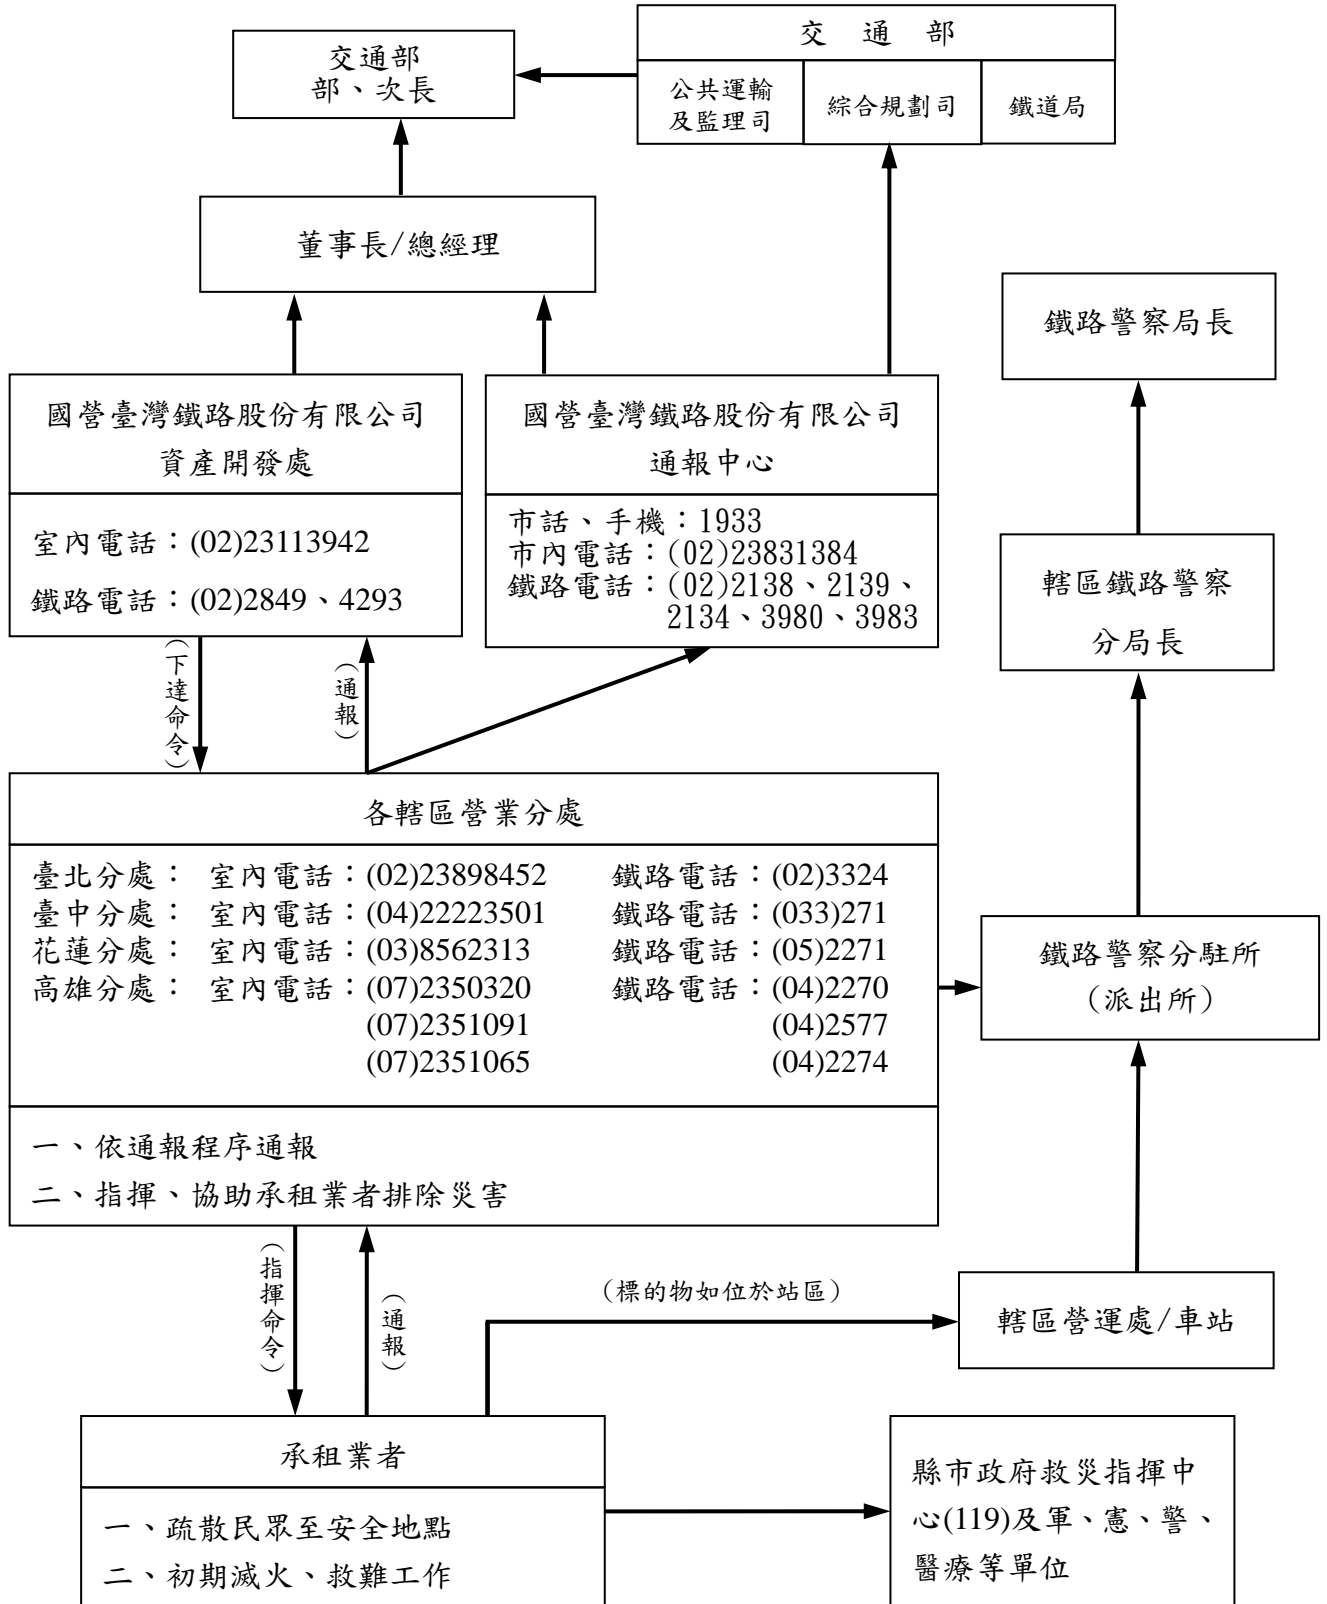 交通部
部、次長
交 通 部
公共運輸
及監理司
綜合規劃司
鐵道局
董事長/總經理
鐵路警察局長
國營臺灣鐵路股份有限公司
資產開發處
室內電話：(02)23113942
鐵路電話：(02)2849、4293
國營臺灣鐵路股份有限公司
通報中心
市話、手機：1933
市內電話：(02)23831384
鐵路電話：(02)2138、2139、
2134、3980、3983
轄區鐵路警察
分局長
（下達命令）
（通報）
各轄區營業分處
臺北分處： 室內電話：(02)23898452 鐵路電話：(02)3324
臺中分處： 室內電話：(04)22223501 鐵路電話：(033)271
花蓮分處： 室內電話：(03)8562313 鐵路電話：(05)2271
高雄分處： 室內電話：(07)2350320 鐵路電話：(04)2270
(07)2351091 (04)2577
(07)2351065 (04)2274
一、依通報程序通報
二、指揮、協助承租業者排除災害
鐵路警察分駐所
（派出所）
（指揮命令）
（通報）
（標的物如位於站區）
轄區營運處/車站
承租業者
一、疏散民眾至安全地點
二、初期滅火、救難工作
縣市政府救災指揮中
心(119)及軍、憲、警、
醫療等單位